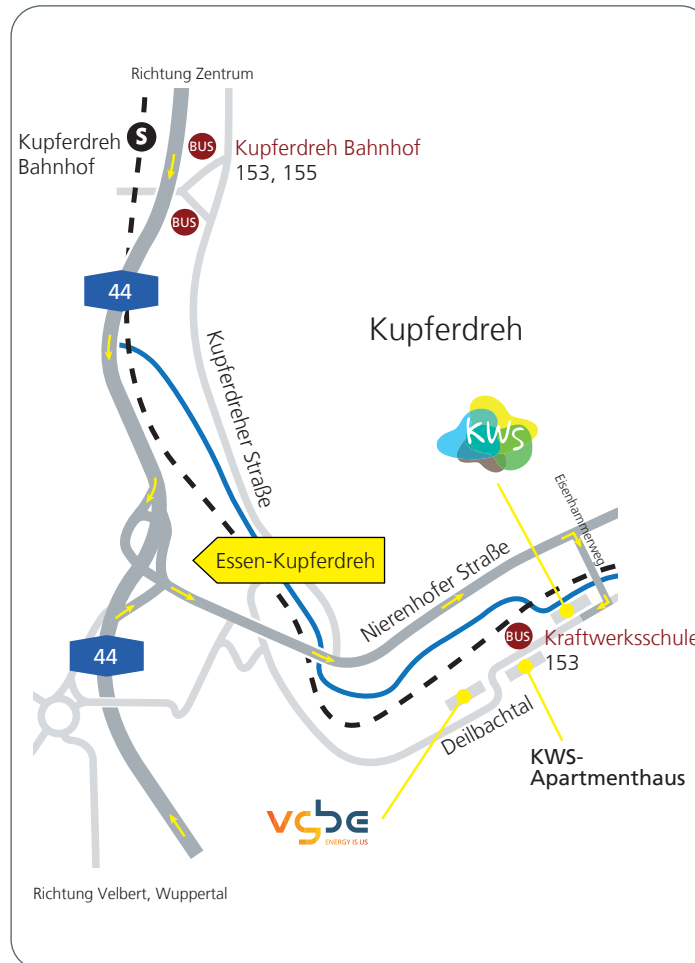 Richtung Zentrum
S
Kupferdreh
Bahnhof
BUS
Kupferdreh Bahnhof
153, 155
BUS
44
Kupferdreh
Kupferdreher Straße
KWS
Eisenhammerweg
Essen-Kupferdreh
Nierenhofer Straße
BUS
Kraftwerksschule
153
44
Deilbachtal
KWS-
Apartmenthaus
vgbe
ENERGY IS US
Richtung Velbert, Wuppertal